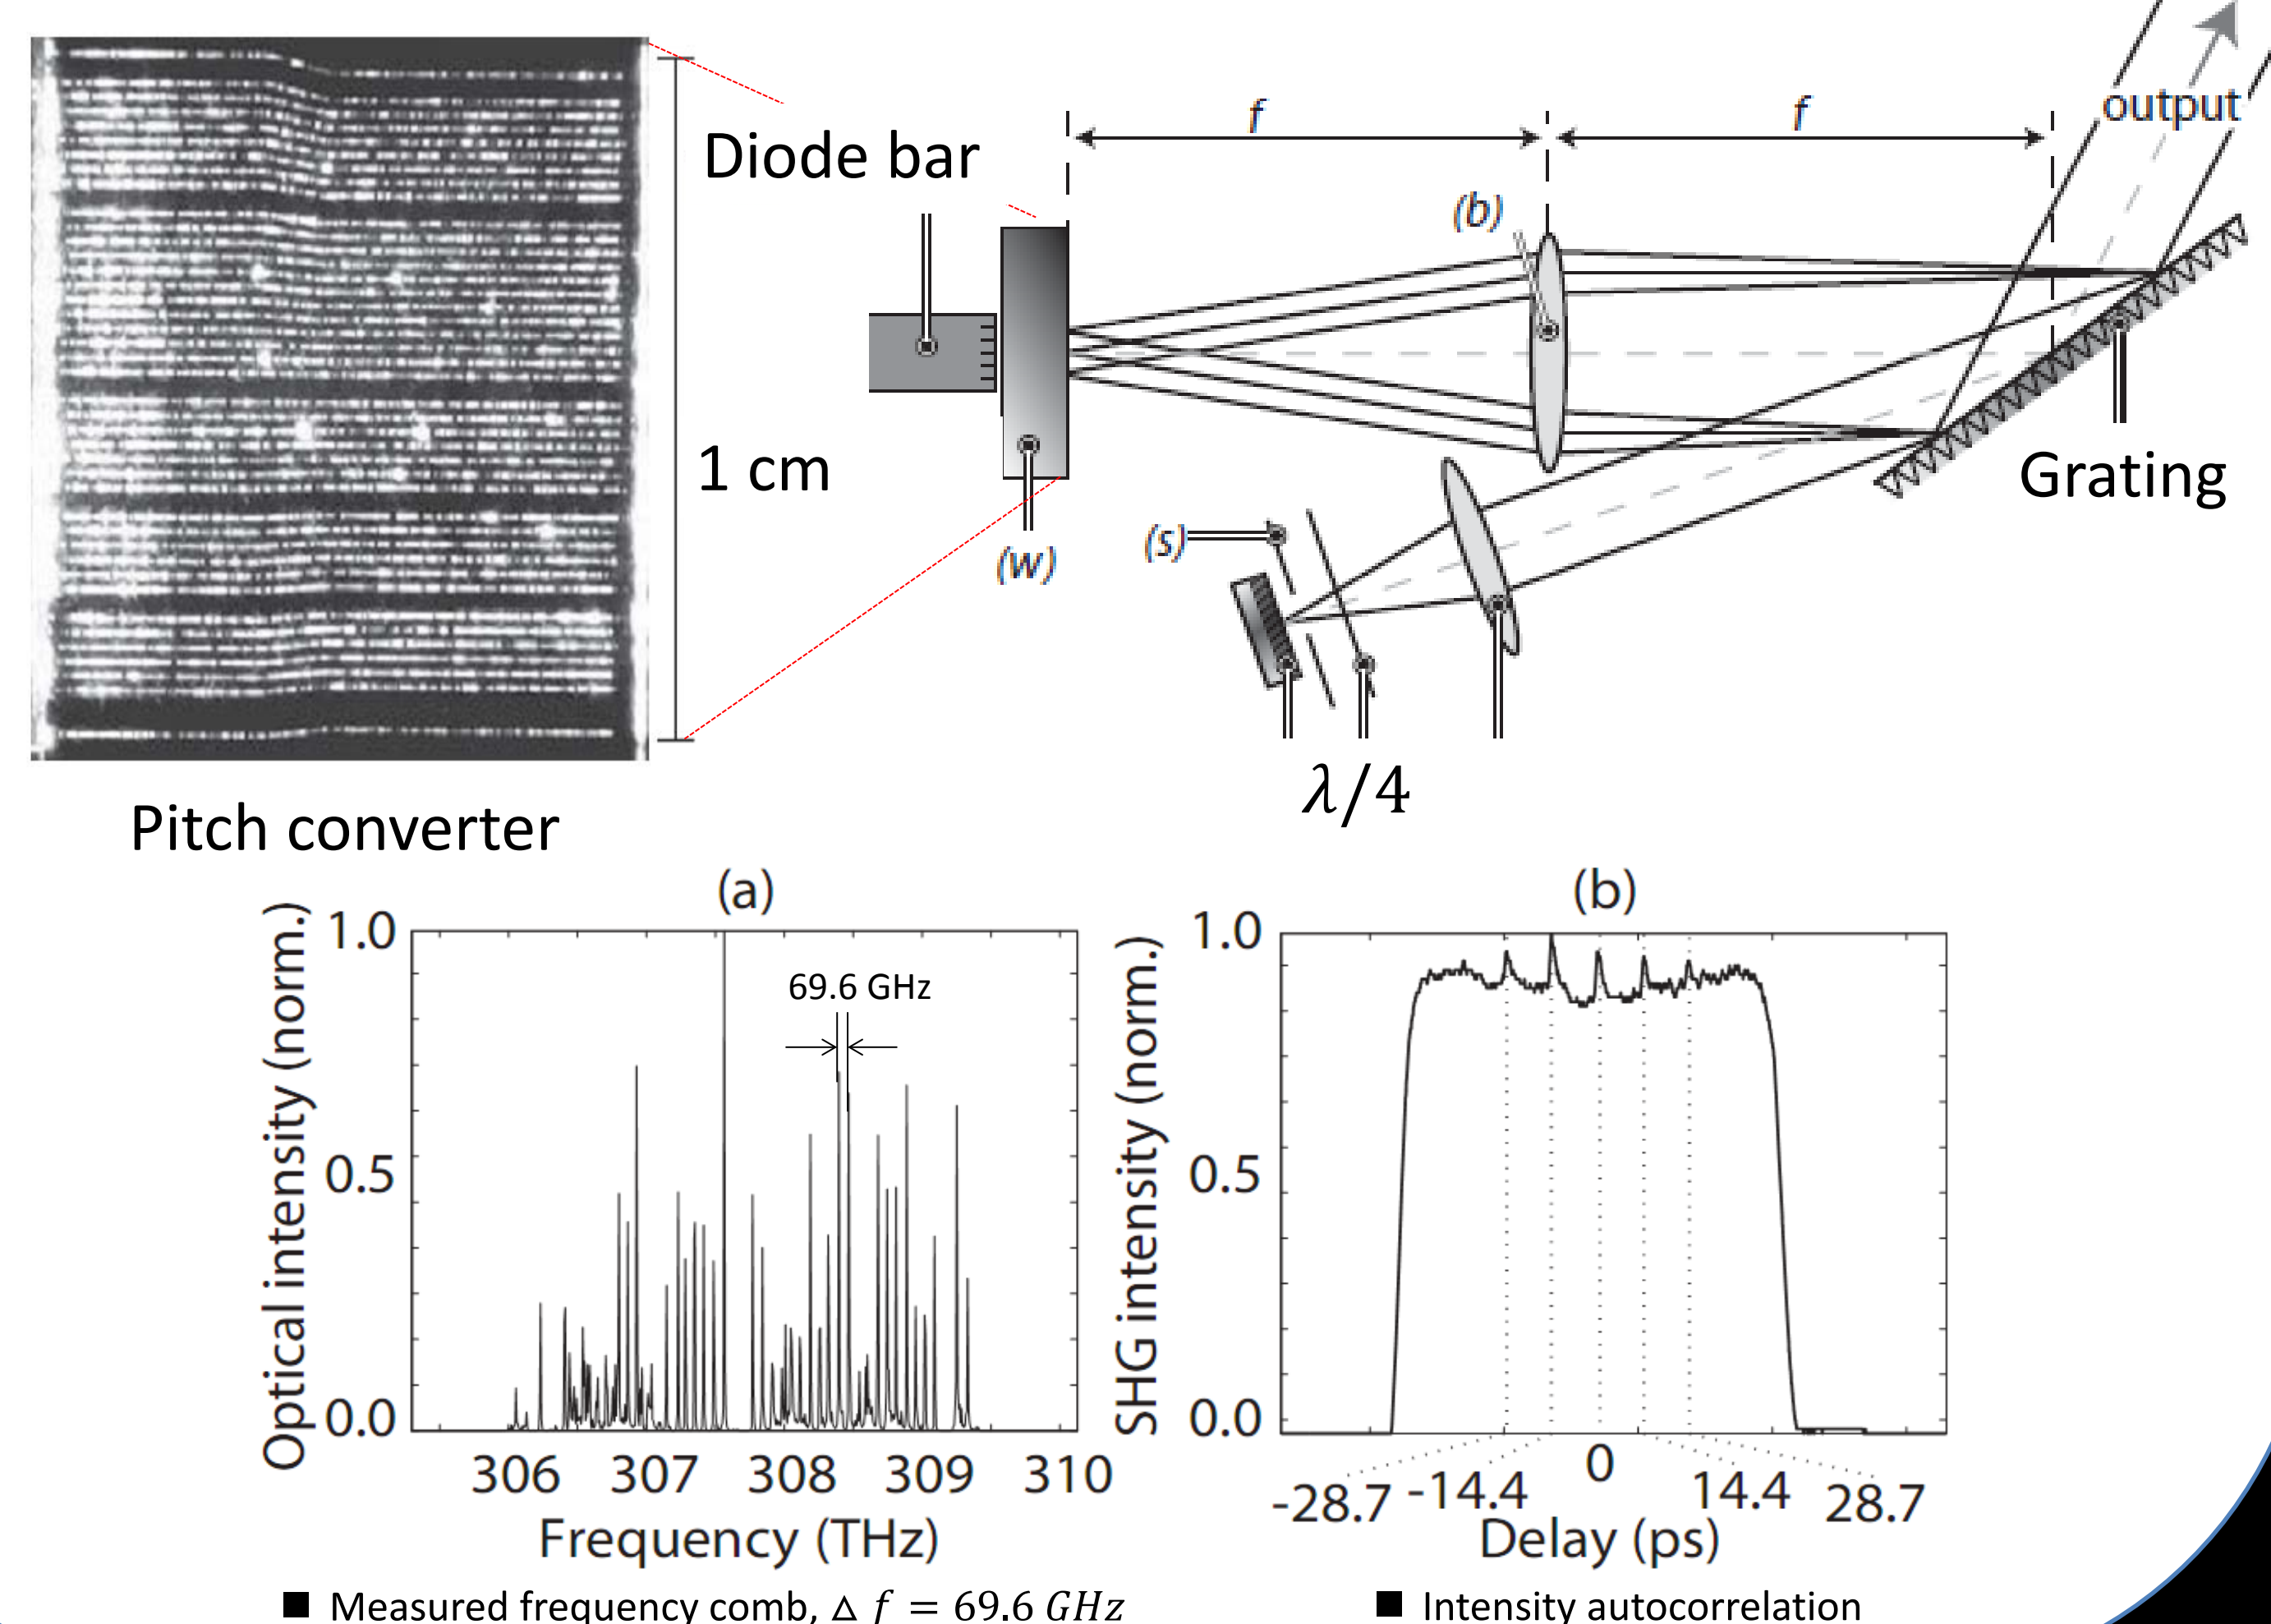 f
f
output
Diode bar
(b)
1 cm
Grating
(s)
(w)
λ/4
Pitch converter
(a)
Optical intensity (norm.)
1.0
0.5
0.0
69.6 GHz
306 307 308 309 310
Frequency (THz)
(b)
SHG intensity (norm.)
1.0
0.5
0.0
-28.7 -14.4 0 14.4 28.7
Delay (ps)
■ Measured frequency comb, △ f = 69.6 GHz
■ Intensity autocorrelation